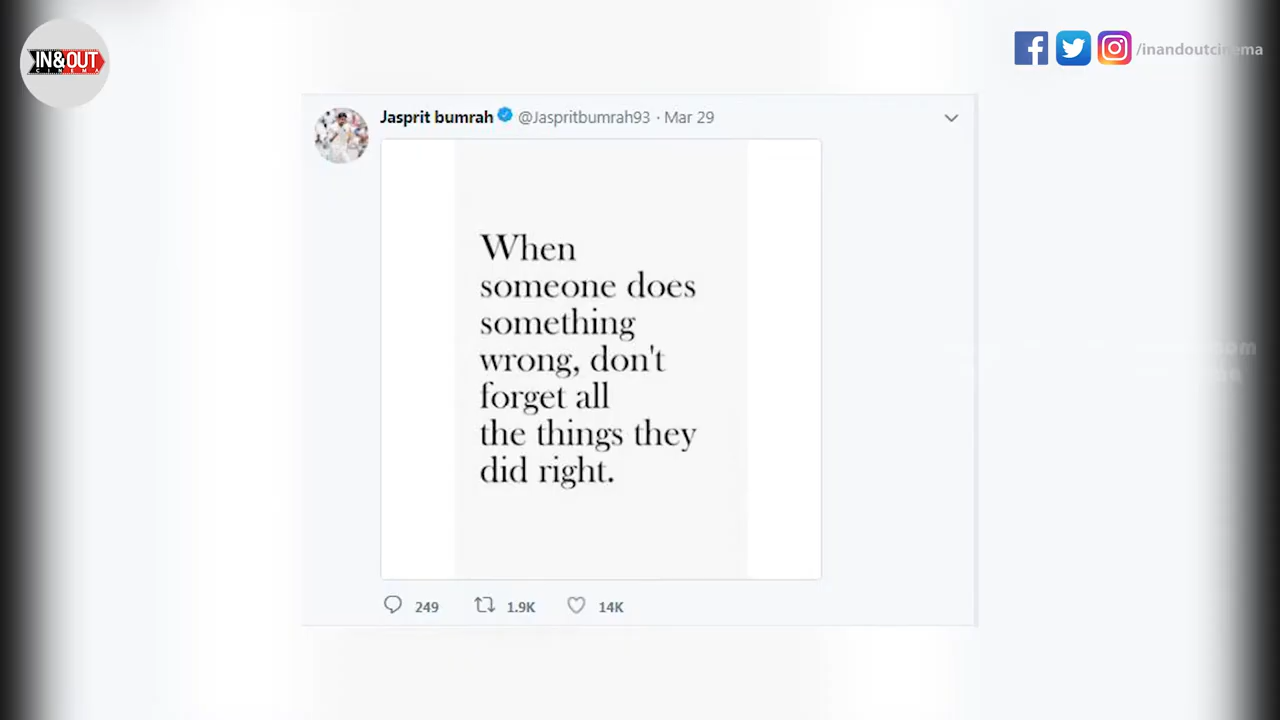 IN&OUT
CINEMA
/inandoutcinema
Jasprit bumrah @Jaspritbumrah93 · Mar 29
When
someone does
something
wrong, don't
forget all
the things they
did right.
249 1.9K 14K